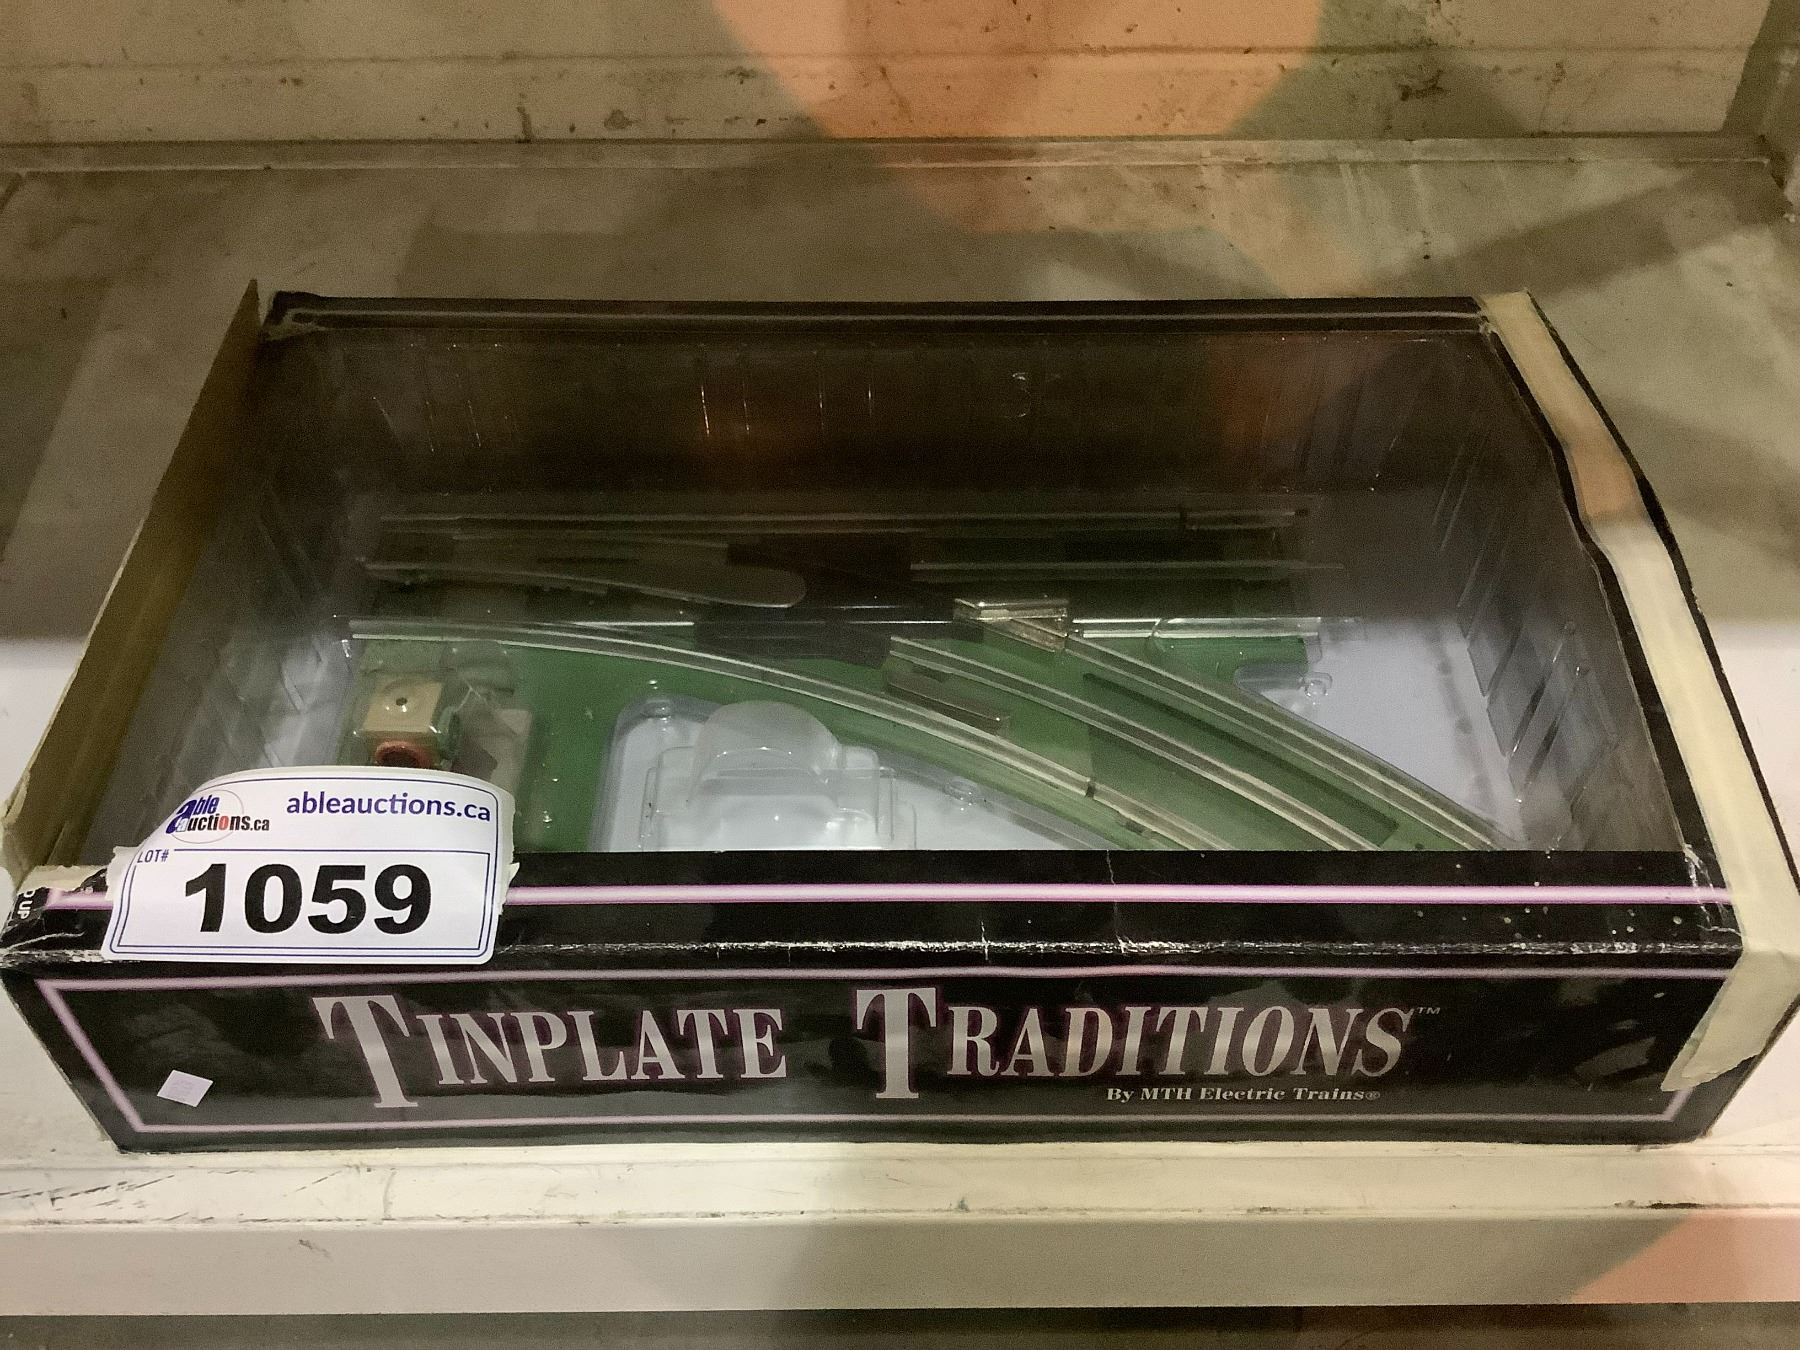 able auctions.ca
ableauctions.ca
LOT#
1059
TINPLATE TRADITIONS™
By MTH Electric Trains®